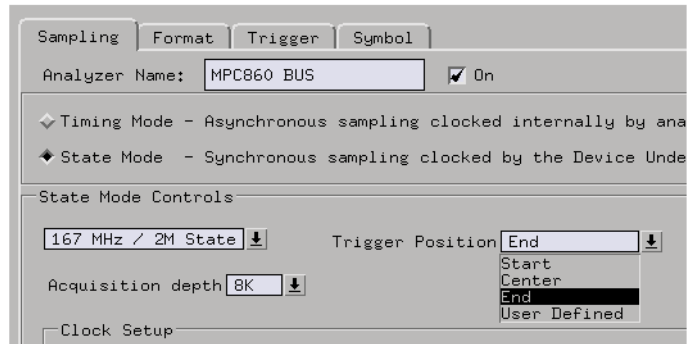 Sampling Format Trigger Symbol
Analyzer Name: MPC860 BUS On
Timing Mode - Asynchronous sampling clocked internally by ana
State Mode - Synchronous sampling clocked by the Device Unde
State Mode Controls
167 MHz / 2M State Trigger Position End
Start
Acquisition depth 8K Center
End
User Defined
Clock Setup